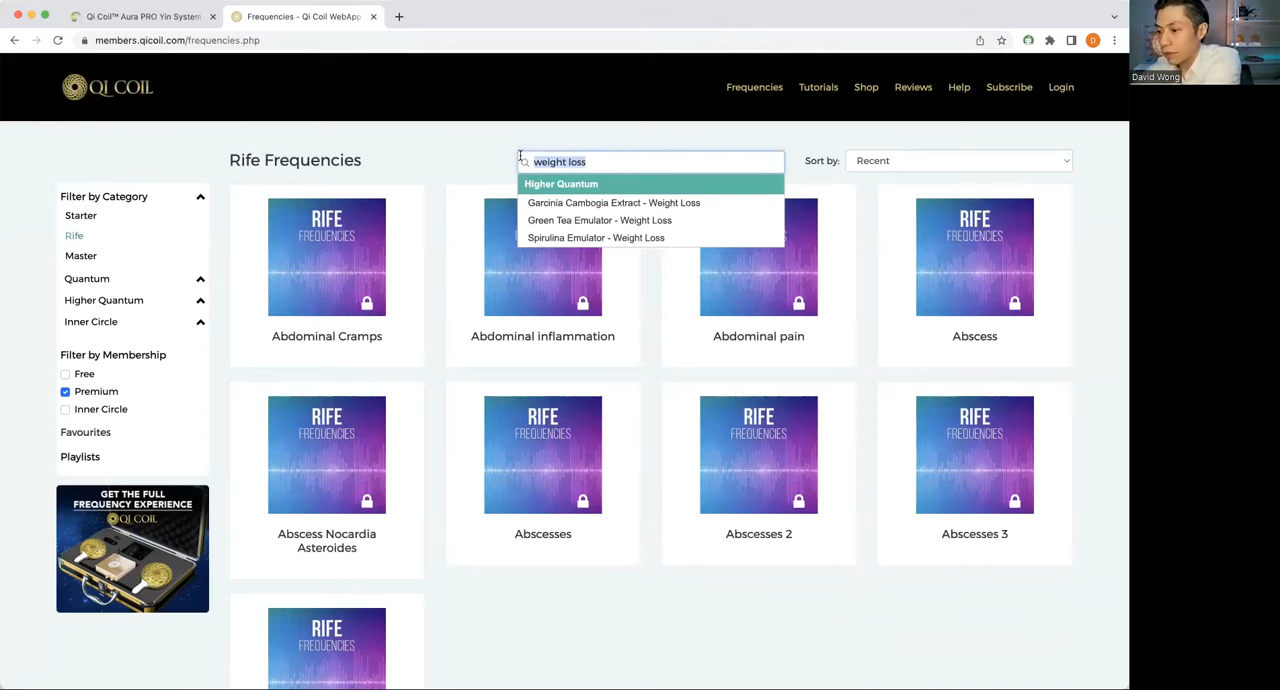 Qi Coil™ Aura PRO Yin System
Frequencies - Qi Coil WebApp
members.qicoil.com/frequencies.php
D
David Wong
QI COIL
Frequencies
Tutorials
Shop
Reviews
Help
Subscribe
Login
Rife Frequencies
weight loss
Sort by:
Recent
Higher Quantum
Garcinia Cambogia Extract - Weight Loss
Green Tea Emulator - Weight Loss
Spirulina Emulator - Weight Loss
Filter by Category
Starter
Rife
Master
Quantum
Higher Quantum
Inner Circle
Filter by Membership
Free
Premium
Inner Circle
Favourites
Playlists
GET THE FULL
FREQUENCY EXPERIENCE
QI COIL
RIFE
FREQUENCIES
Abdominal Cramps
Abdominal inflammation
Abdominal pain
RIFE
FREQUENCIES
Abscess
RIFE
FREQUENCIES
Abscess Nocardia
Asteroides
RIFE
FREQUENCIES
Abscesses
RIFE
FREQUENCIES
Abscesses 2
RIFE
FREQUENCIES
Abscesses 3
RIFE
FREQUENCIES